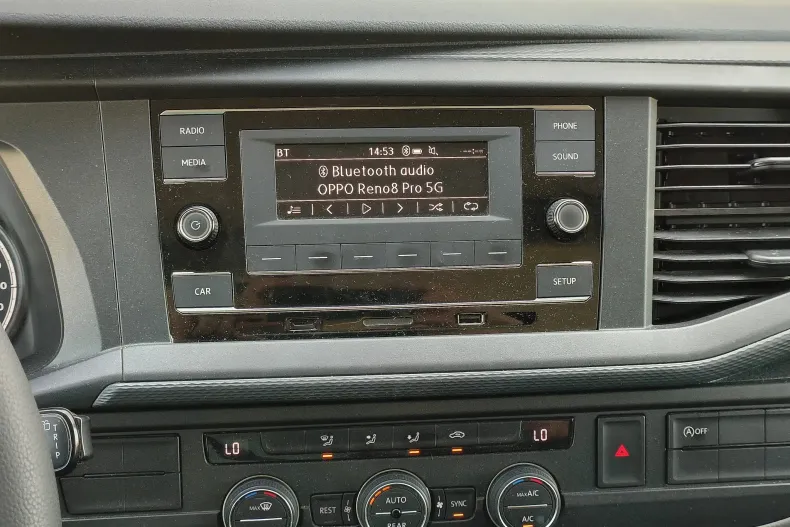 RADIO
MEDIA
PHONE
SOUND
BT 14:53
Bluetooth audio
OPPO Reno8 Pro 5G
CAR
SETUP
LO
LO
OFF
TRIP
MAX
REST
AUTO
REAR
SYNC
MAX A/C
A/C